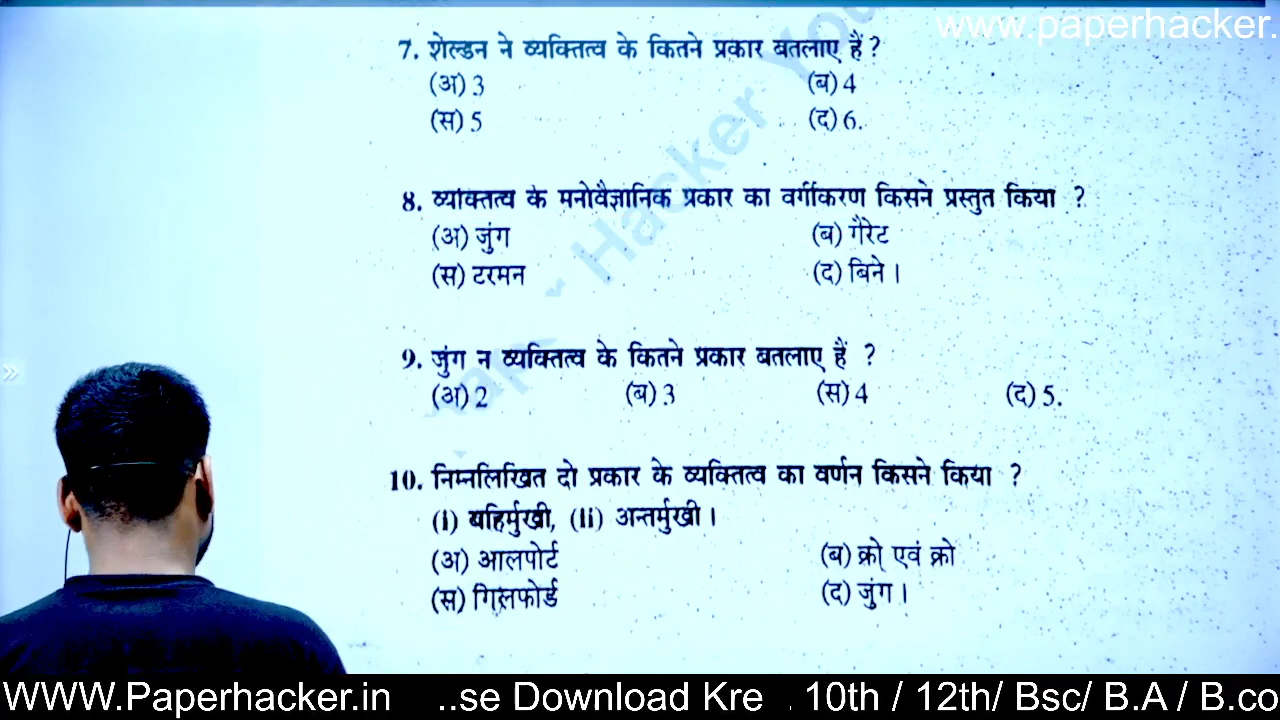 www.paperhacker.
7. शेल्डन ने व्यक्तित्व के कितने प्रकार बतलाए हैं ?
(अ) 3 (ब) 4
(स) 5 (द) 6.
8. व्यक्तित्व के मनोवैज्ञानिक प्रकार का वर्गीकरण किसने प्रस्तुत किया ?
(अ) जुंग (ब) गैरेट
(स) टरमन (द) बिने ।
9. जुंग न व्यक्तित्व के कितने प्रकार बतलाए हैं ?
(अ) 2 (ब) 3 (स) 4 (द) 5.
10. निम्नलिखित दो प्रकार के व्यक्तित्व का वर्णन किसने किया ?
(i) बहिर्मुखी, (ii) अन्तर्मुखी ।
(अ) आलपोर्ट (ब) क्रो एवं क्रो
(स) गिलफोर्ड (द) जुंग ।
Hacker
WWW.Paperhacker.in ..se Download Kre . 10th / 12th/ Bsc/ B.A / B.co